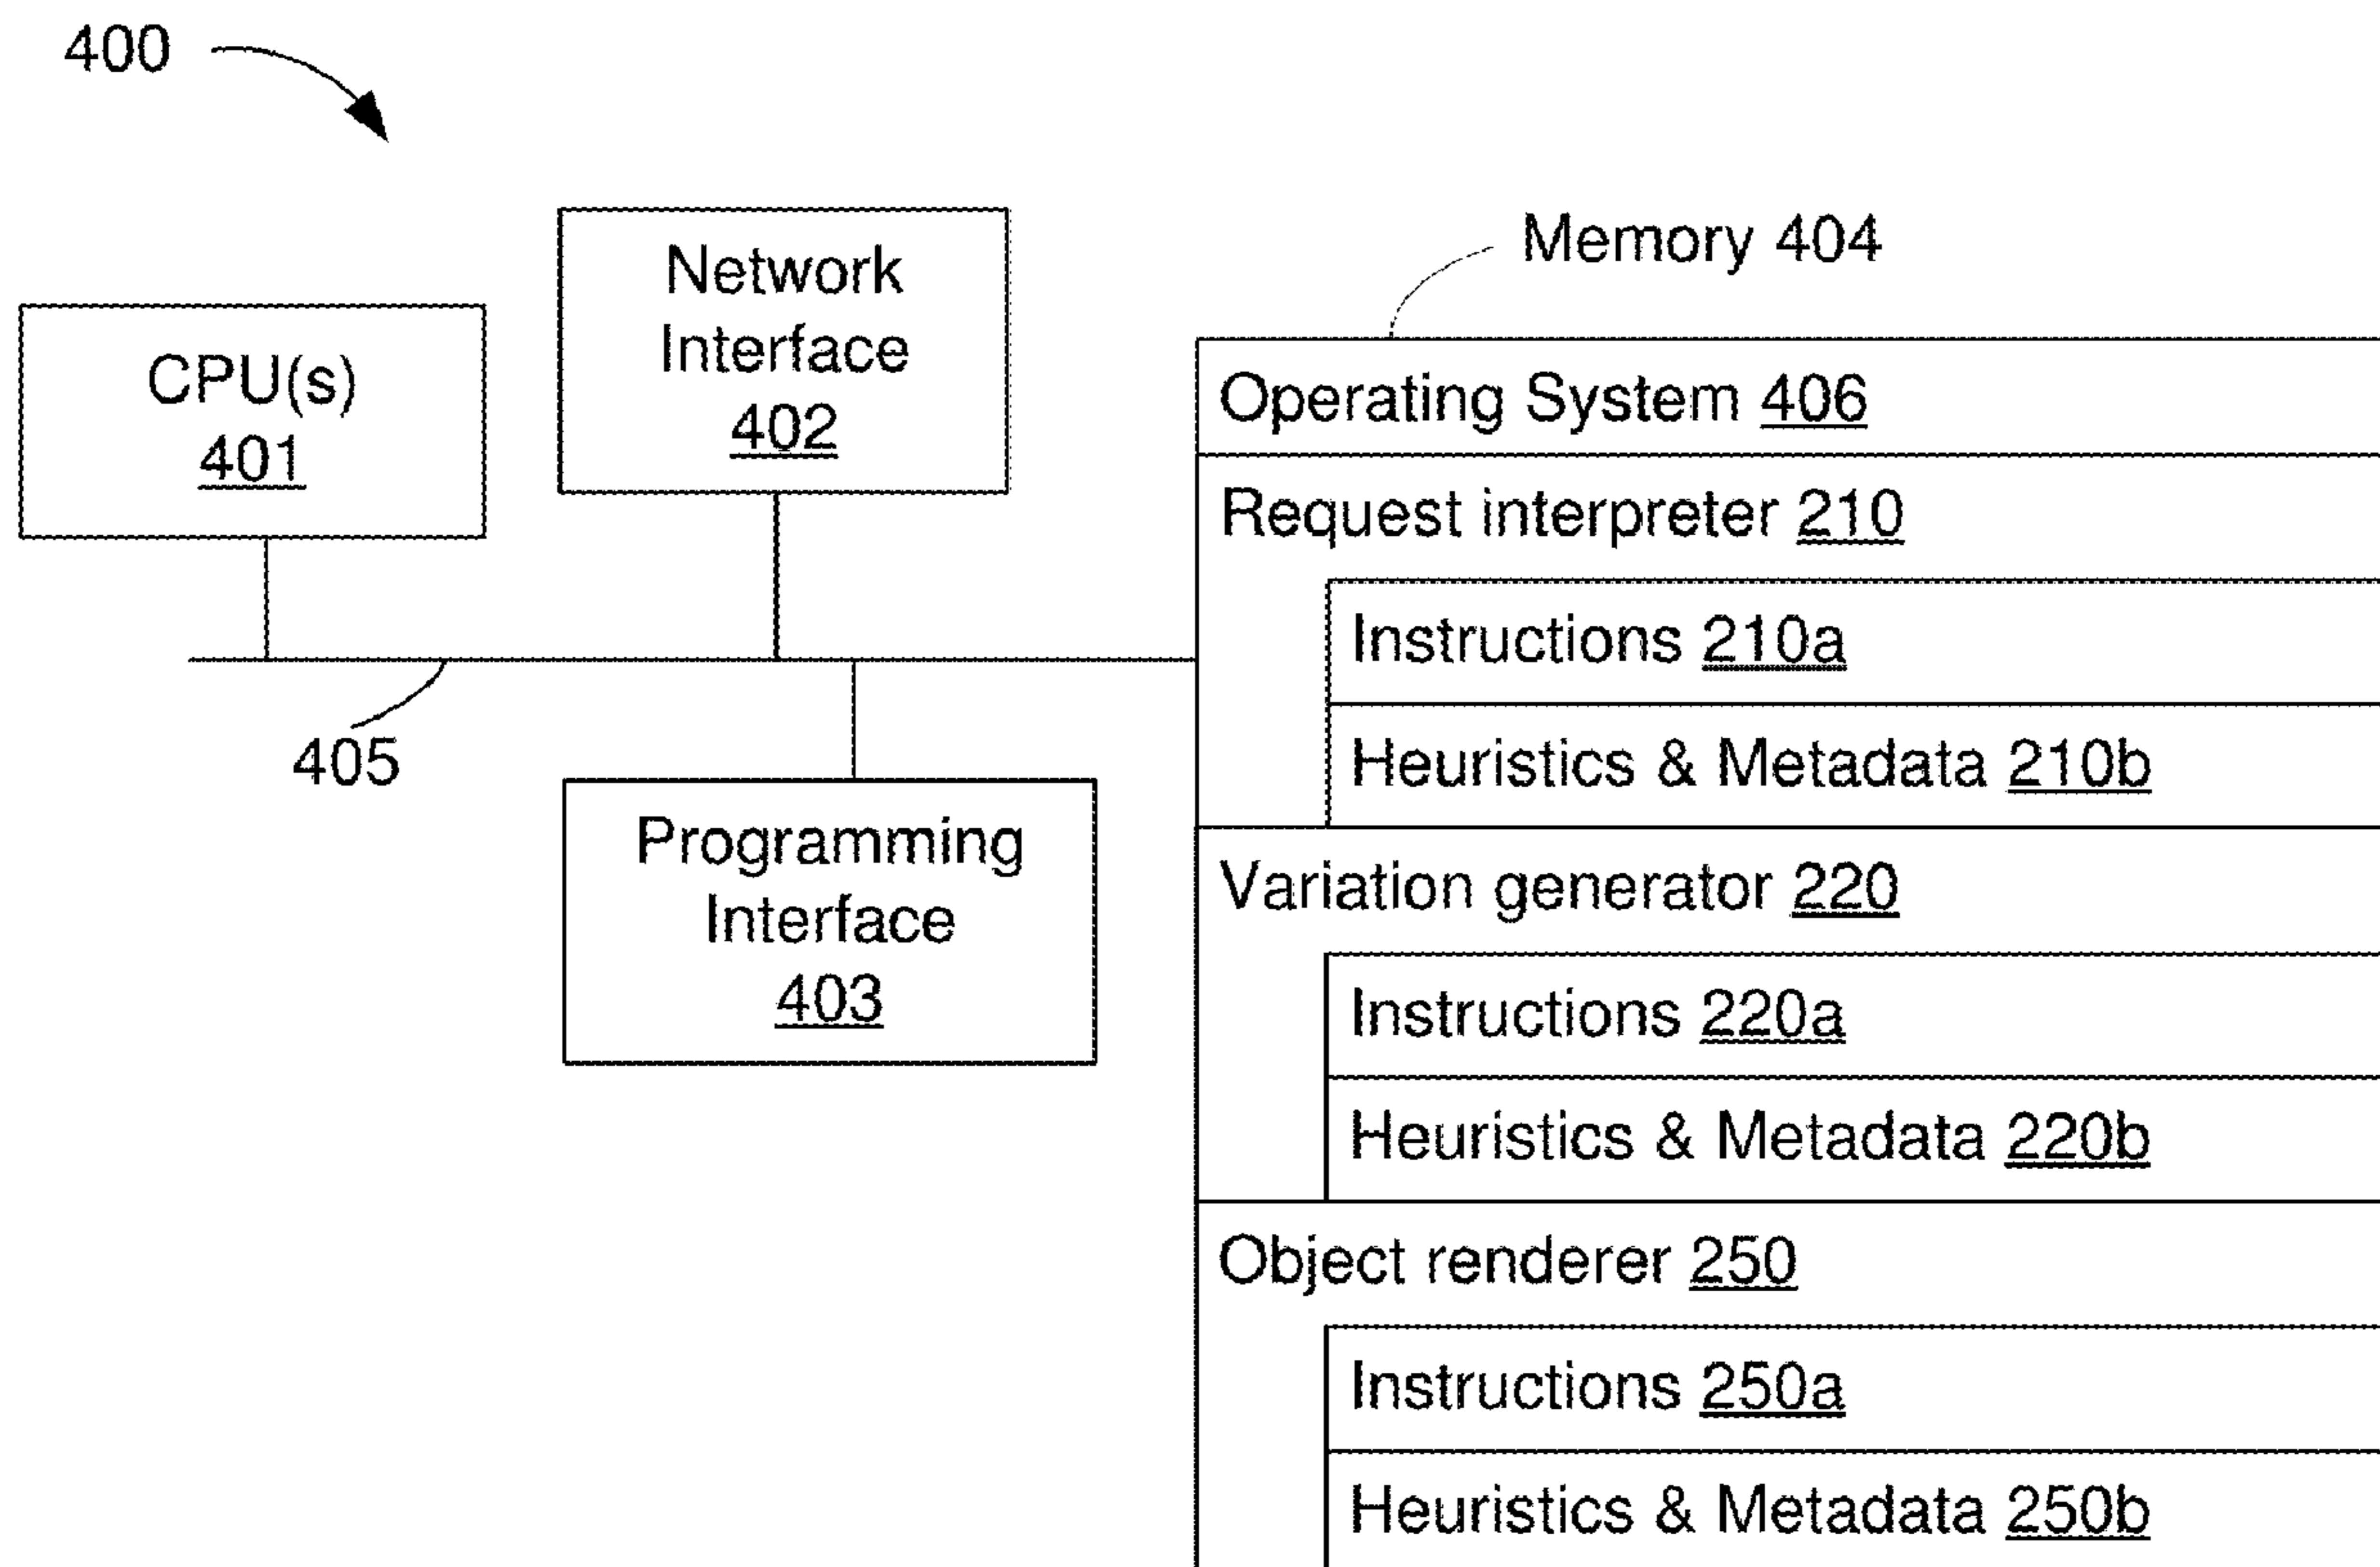 400
CPU(s)
401
Network
Interface
402
405
Programming
Interface
403
Memory 404
Operating System 406
Request interpreter 210
Instructions 210a
Heuristics & Metadata 210b
Variation generator 220
Instructions 220a
Heuristics & Metadata 220b
Object renderer 250
Instructions 250a
Heuristics & Metadata 250b